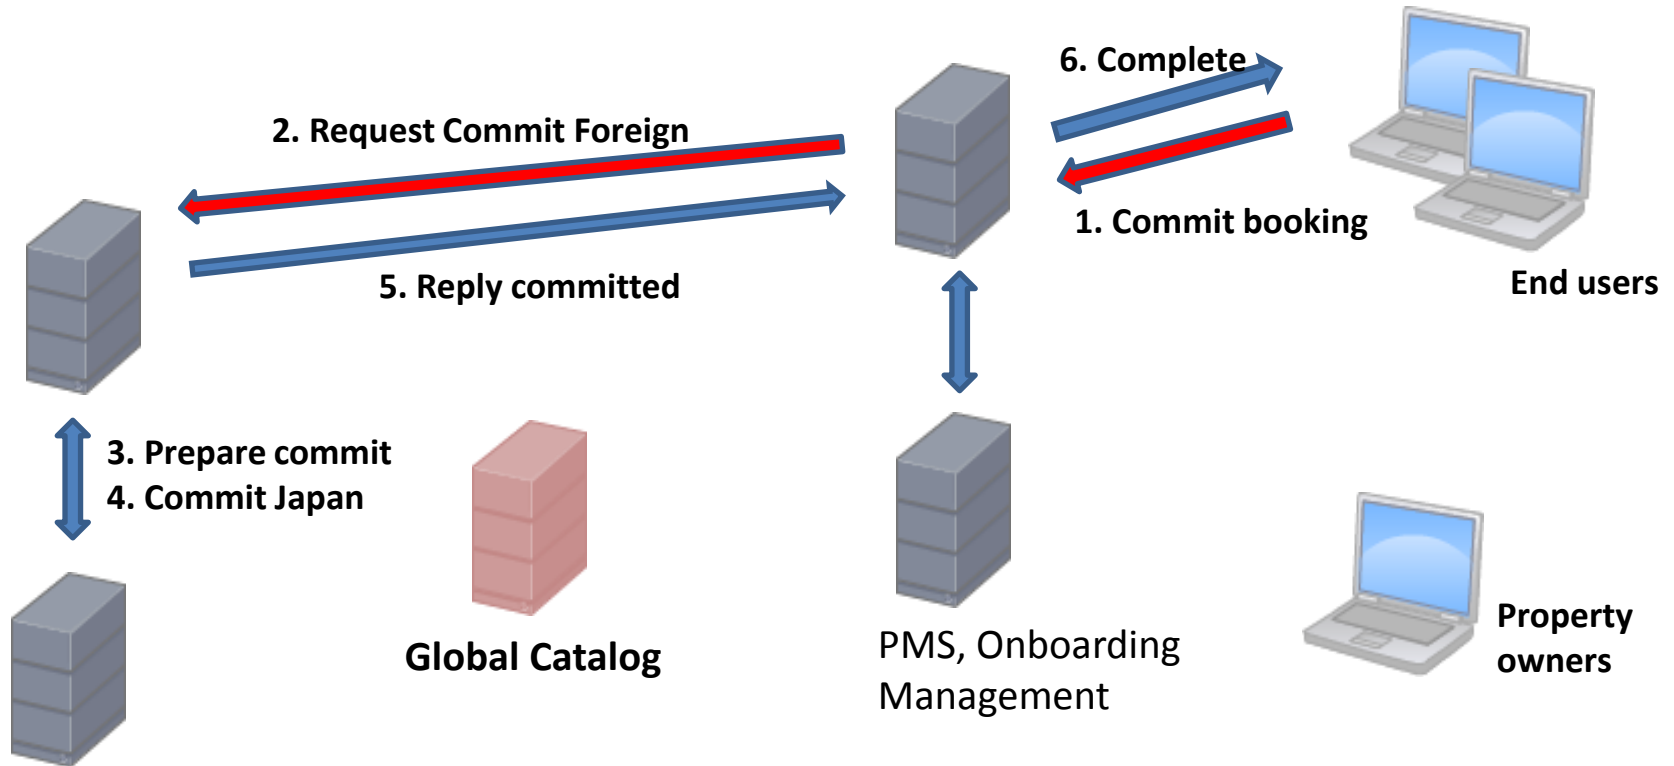 6. Complete
2. Request Commit Foreign
1. Commit booking
5. Reply committed
End users
3. Prepare commit
4. Commit Japan
Global Catalog
PMS, Onboarding
Management
Property
owners